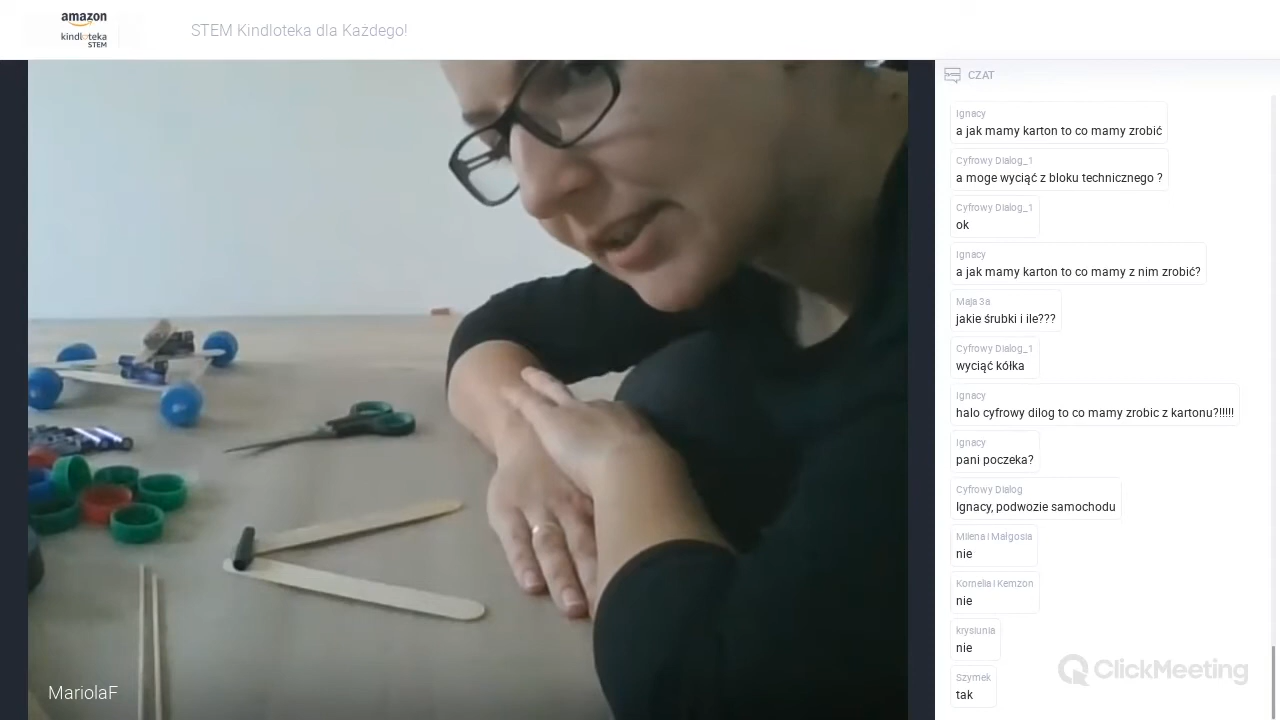 amazon
kindloteka
STEM
STEM Kindloteka dla Każdego!
CZAT
Ignacy
a jak mamy karton to co mamy zrobić
Cyfrowy Dialog_1
a moge wyciąć z bloku technicznego ?
Cyfrowy Dialog_1
ok
Ignacy
a jak mamy karton to co mamy z nim zrobić?
Maja 3a
jakie śrubki i ile???
Cyfrowy Dialog_1
wyciąć kółka
Ignacy
halo cyfrowy dilog to co mamy zrobic z kartonu?!!!!!
Ignacy
pani poczeka?
Cyfrowy Dialog
Ignacy, podwozie samochodu
Milena i Małgosia
nie
Kornelia i Kemzon
nie
krysiunia
nie
Szymek
tak
MariolaF
ClickMeeting